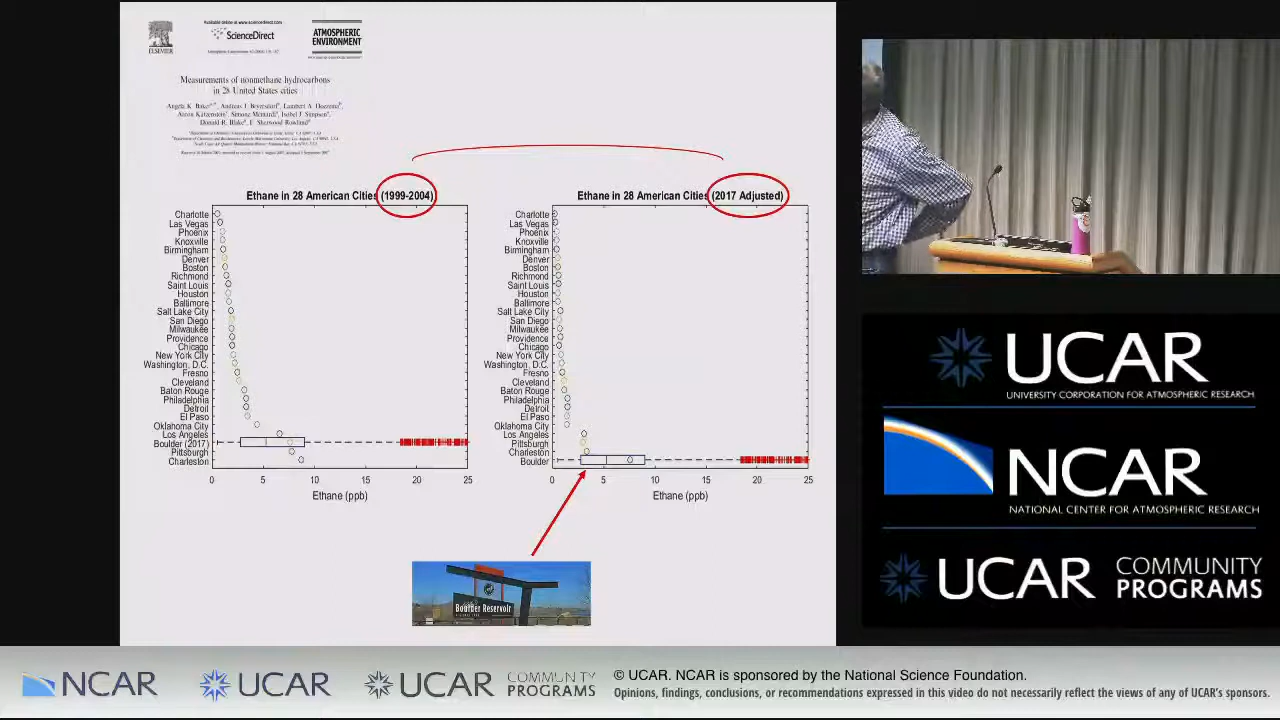 ELSEVIER
Available online at www.sciencedirect.com
ScienceDirect
ATMOSPHERIC
ENVIRONMENT
Measurements of nonmethane hydrocarbons
in 28 United States cities
Ethane in 28 American Cities (1999-2004)
Charlotte
Las Vegas
Phoenix
Knoxville
Birmingham
Denver
Boston
Richmond
Saint Louis
Houston
Baltimore
Salt Lake City
San Diego
Milwaukee
Providence
Chicago
New York City
Washington, D.C.
Fresno
Cleveland
Baton Rouge
Philadelphia
Detroit
El Paso
Oklahoma City
Los Angeles
Boulder (2017)
Pittsburgh
Charleston
0 5 10 15 20 25
Ethane (ppb)
Ethane in 28 American Cities (2017 Adjusted)
Charlotte
Las Vegas
Phoenix
Knoxville
Birmingham
Denver
Boston
Richmond
Saint Louis
Houston
Baltimore
Salt Lake City
San Diego
Milwaukee
Providence
Chicago
New York City
Washington, D.C.
Fresno
Cleveland
Baton Rouge
Philadelphia
Detroit
El Paso
Oklahoma City
Los Angeles
Pittsburgh
Charleston
Boulder
0 5 10 15 20 25
Ethane (ppb)
Boulder Reservoir
UCAR
UNIVERSITY CORPORATION FOR ATMOSPHERIC RESEARCH
NCAR
NATIONAL CENTER FOR ATMOSPHERIC RESEARCH
UCAR COMMUNITY
PROGRAMS
NCAR
UCAR
UCAR COMMUNITY
PROGRAMS
© UCAR. NCAR is sponsored by the National Science Foundation.
Opinions, findings, conclusions, or recommendations expressed in this video do not necessarily reflect the views of any of UCAR's sponsors.